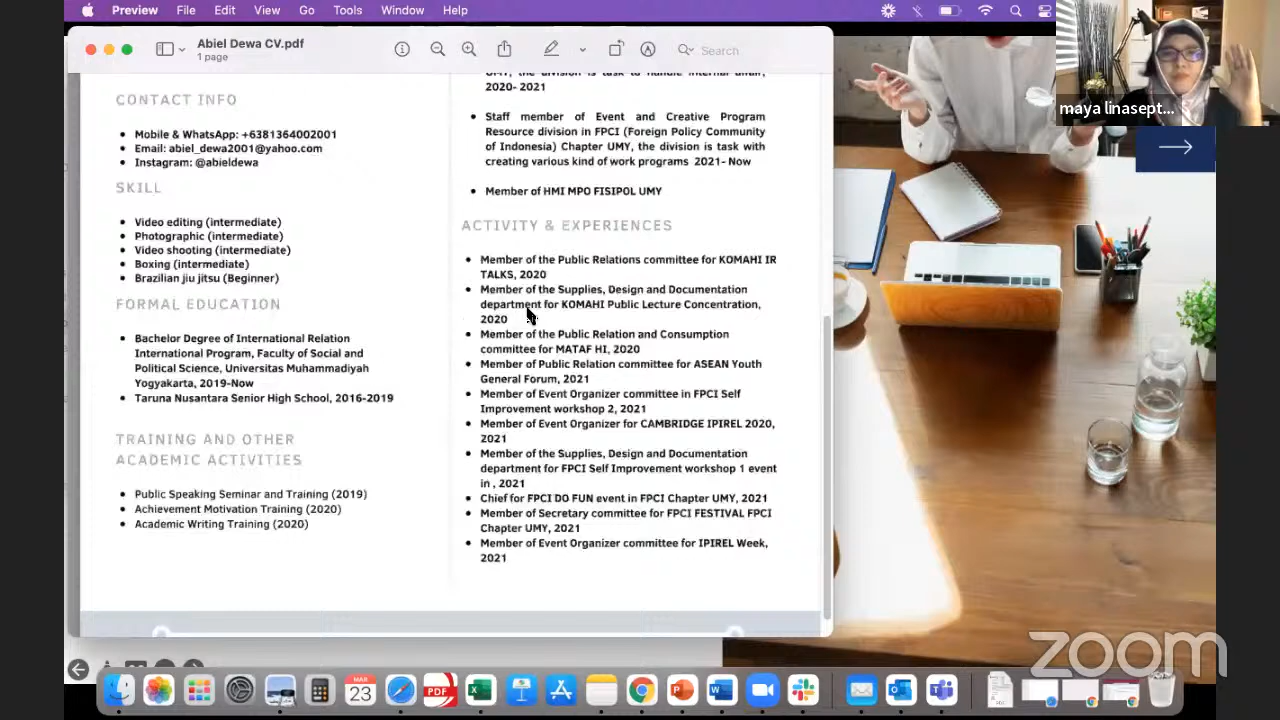 Preview File Edit View Go Tools Window Help
Abiel Dewa CV.pdf
1 page
Search
maya linasept...
CONTACT INFO
Mobile & WhatsApp: +6381364002001
Email: abiel_dewa2001@yahoo.com
Instagram: @abieldewa
SKILL
Video editing (intermediate)
Photographic (intermediate)
Video shooting (intermediate)
Boxing (intermediate)
Brazilian jiu jitsu (Beginner)
FORMAL EDUCATION
Bachelor Degree of International Relation
International Program, Faculty of Social and
Political Science, Universitas Muhammadiyah
Yogyakarta, 2019-Now
Taruna Nusantara Senior High School, 2016-2019
TRAINING AND OTHER
ACADEMIC ACTIVITIES
Public Speaking Seminar and Training (2019)
Achievement Motivation Training (2020)
Academic Writing Training (2020)
UMY, the division is task to handle internal affair,
2020- 2021
Staff member of Event and Creative Program
Resource division in FPCI (Foreign Policy Community
of Indonesia) Chapter UMY, the division is task with
creating various kind of work programs 2021- Now
Member of HMI MPO FISIPOL UMY
ACTIVITY & EXPERIENCES
Member of the Public Relations committee for KOMAHI IR
TALKS, 2020
Member of the Supplies, Design and Documentation
department for KOMAHI Public Lecture Concentration,
2020
Member of the Public Relation and Consumption
committee for MATAF HI, 2020
Member of Public Relation committee for ASEAN Youth
General Forum, 2021
Member of Event Organizer committee in FPCI Self
Improvement workshop 2, 2021
Member of Event Organizer for CAMBRIDGE IPIREL 2020,
2021
Member of the Supplies, Design and Documentation
department for FPCI Self Improvement workshop 1 event
in , 2021
Chief for FPCI DO FUN event in FPCI Chapter UMY, 2021
Member of Secretary committee for FPCI FESTIVAL FPCI
Chapter UMY, 2021
Member of Event Organizer committee for IPIREL Week,
2021
zoom
MAR
23
PDF